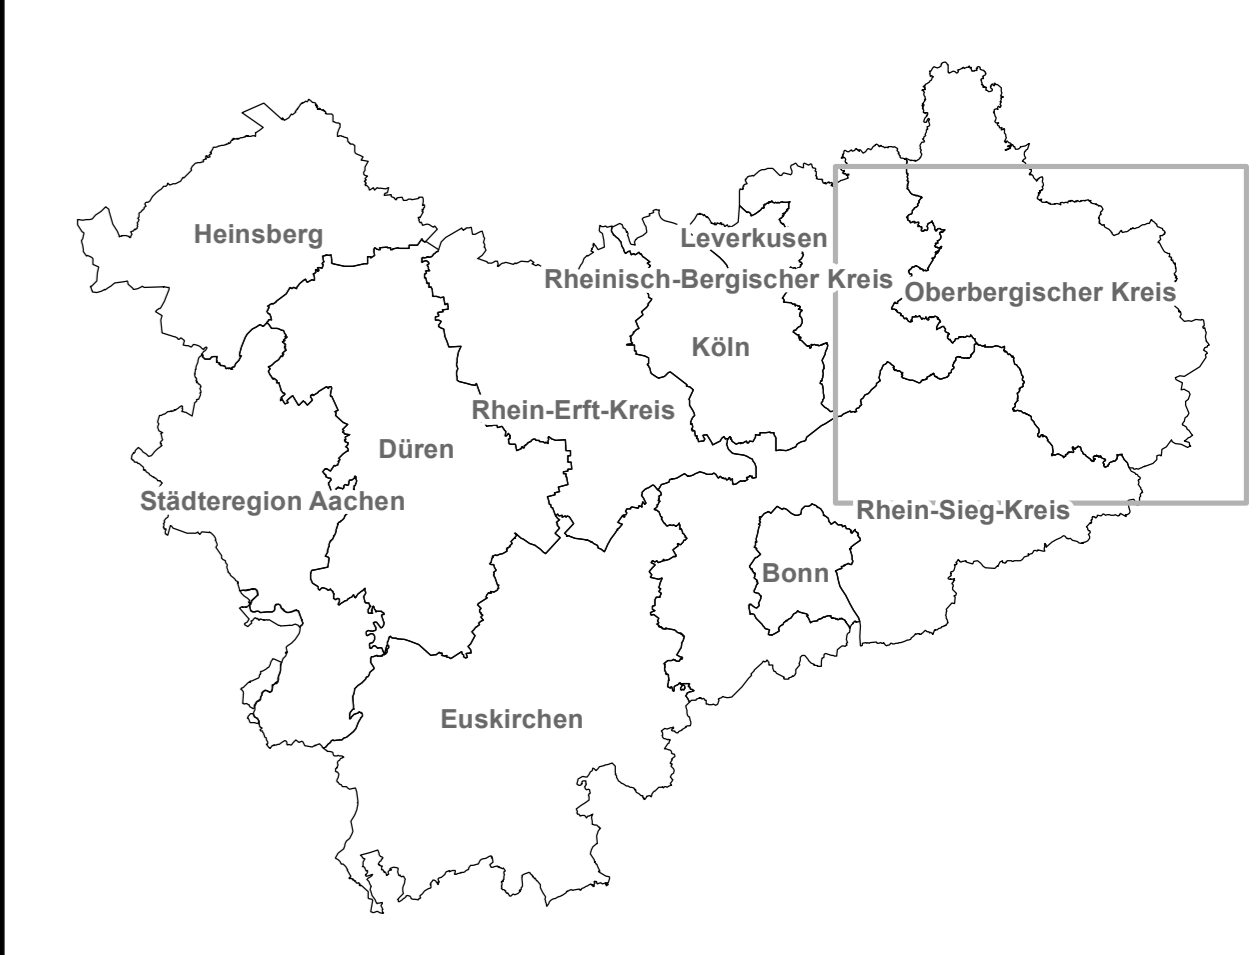 Heinsberg
Leverkusen
Rheinisch-Bergischer Kreis
Oberbergischer Kreis
Köln
Rhein-Erft-Kreis
Düren
Städteregion Aachen
Rhein-Sieg-Kreis
Bonn
Euskirchen